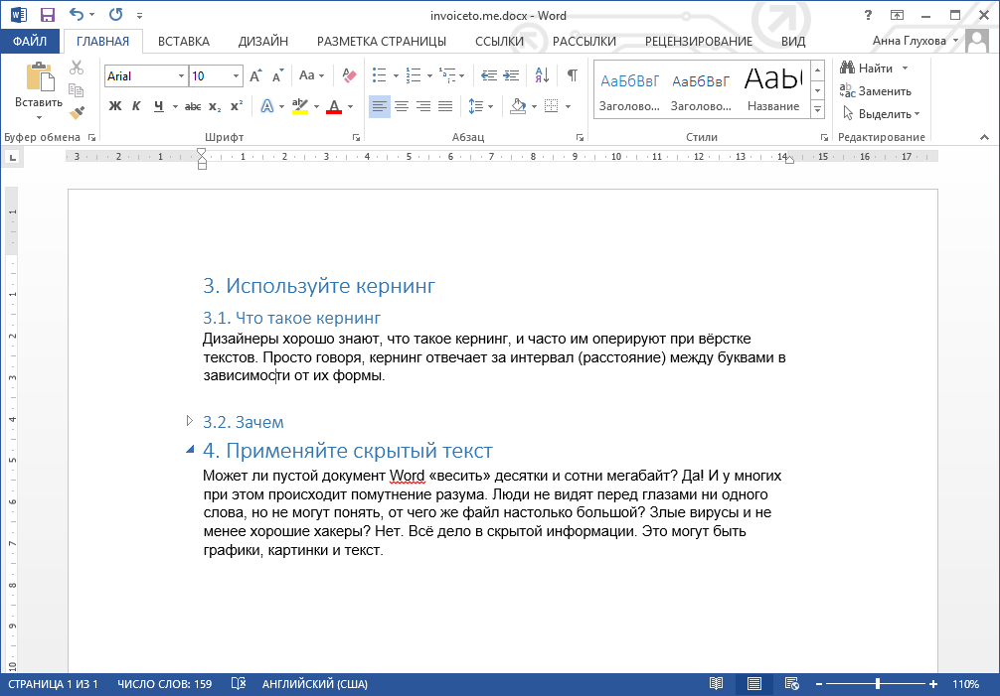 invoiceto.me.docx - Word
?
ФАЙЛ ГЛАВНАЯ ВСТАВКА ДИЗАЙН РАЗМЕТКА СТРАНИЦЫ ССЫЛКИ РАССЫЛКИ РЕЦЕНЗИРОВАНИЕ ВИД Анна Глухова
Вставить
Arial 10 Aa
Ж К Ч abc x₂ x² A aby A
АаБбВвГ АаБбВвГ АаБб
Заголово... Заголово... Название
Найти
Заменить
Выделить
Буфер обмена Шрифт Абзац Стили Редактирование
3 2 1 1 2 3 4 5 6 7 8 9 10 11 12 13 14 15 16 17
3. Используйте кернинг
3.1. Что такое кернинг
Дизайнеры хорошо знают, что такое кернинг, и часто им оперируют при вёрстке
текстов. Просто говоря, кернинг отвечает за интервал (расстояние) между буквами в
зависимости от их формы.
3.2. Зачем
4. Применяйте скрытый текст
Может ли пустой документ Word «весить» десятки и сотни мегабайт? Да! И у многих
при этом происходит помутнение разума. Люди не видят перед глазами ни одного
слова, но не могут понять, от чего же файл настолько большой? Злые вирусы и не
менее хорошие хакеры? Нет. Всё дело в скрытой информации. Это могут быть
графики, картинки и текст.
1 1 2 3 4 5 6 7 8 9 10
СТРАНИЦА 1 ИЗ 1 ЧИСЛО СЛОВ: 159 АНГЛИЙСКИЙ (США) 110%